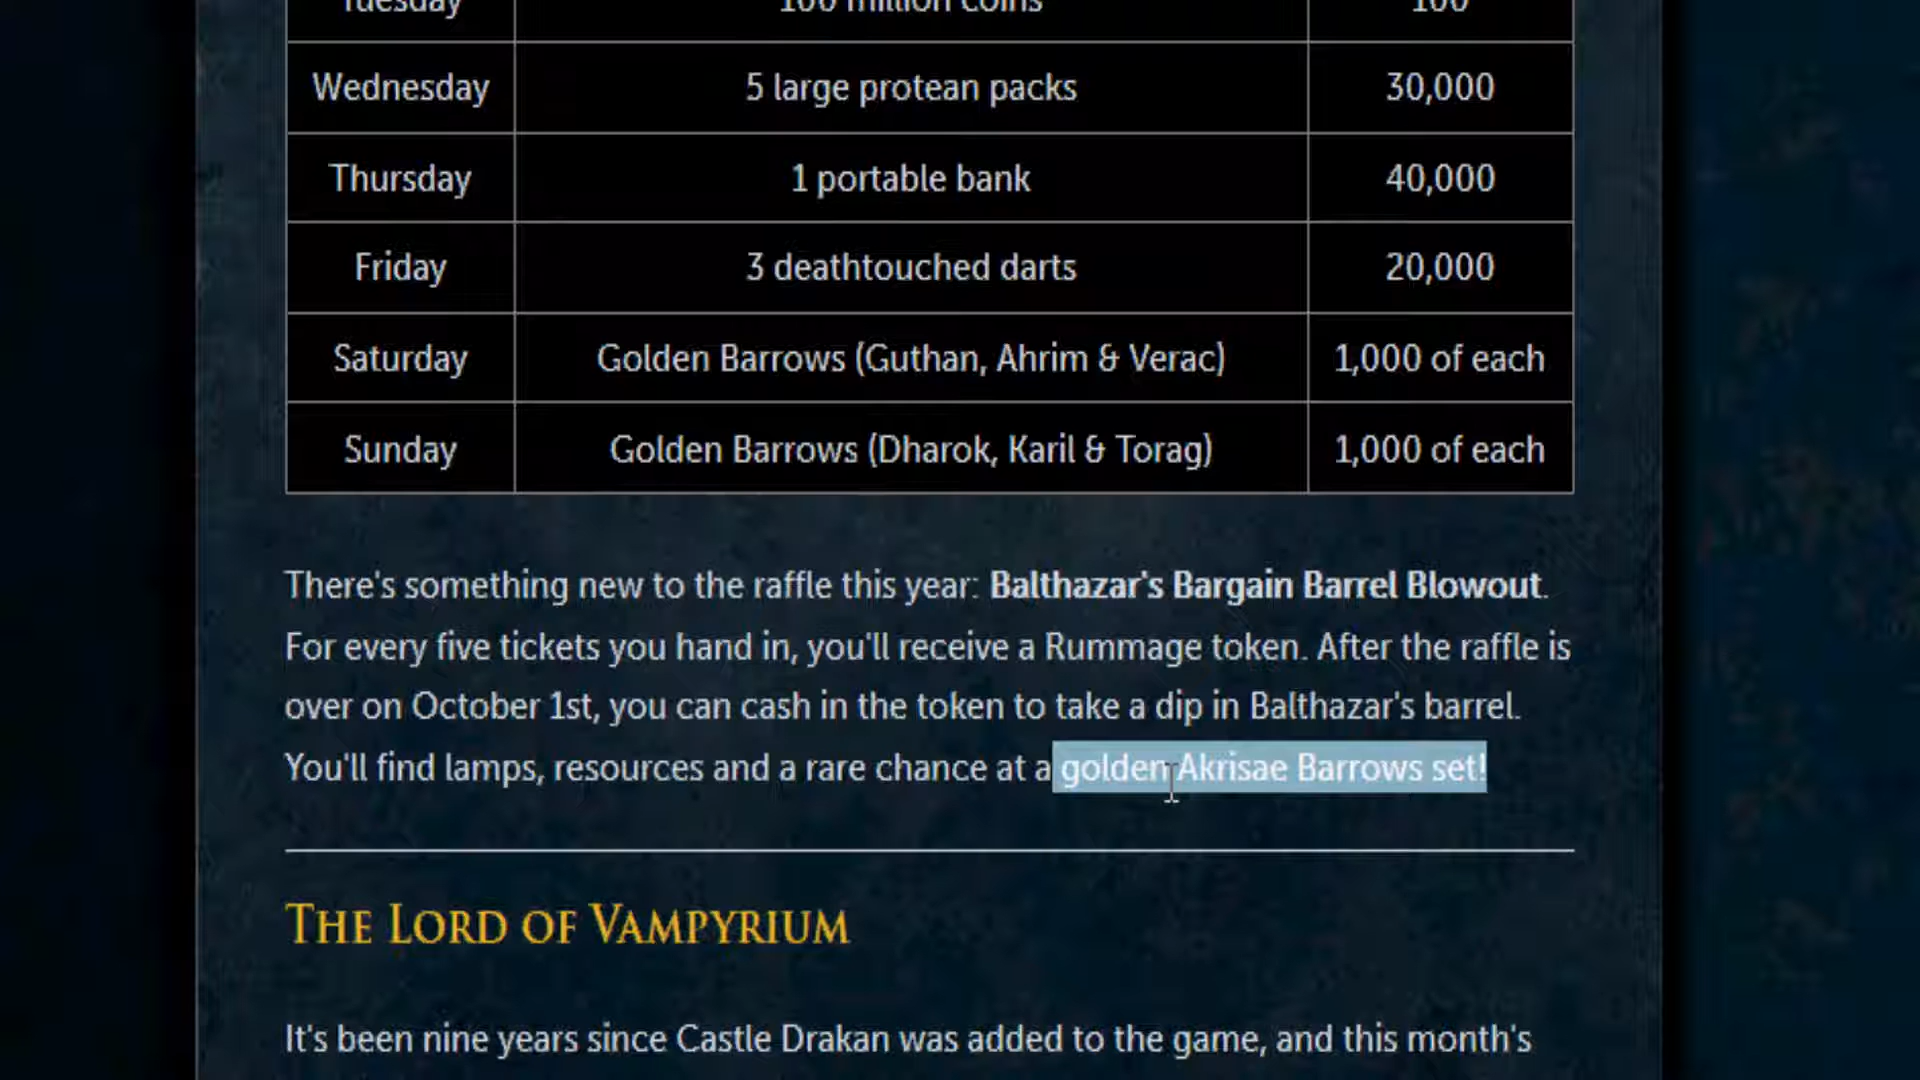 Tuesday 100 million coins 100
Wednesday 5 large protean packs 30,000
Thursday 1 portable bank 40,000
Friday 3 deathtouched darts 20,000
Saturday Golden Barrows (Guthan, Ahrim & Verac) 1,000 of each
Sunday Golden Barrows (Dharok, Karil & Torag) 1,000 of each
There's something new to the raffle this year: Balthazar's Bargain Barrel Blowout.
For every five tickets you hand in, you'll receive a Rummage token. After the raffle is
over on October 1st, you can cash in the token to take a dip in Balthazar's barrel.
You'll find lamps, resources and a rare chance at a golden Akrisae Barrows set!
THE LORD OF VAMPYRIUM
It's been nine years since Castle Drakan was added to the game, and this month's